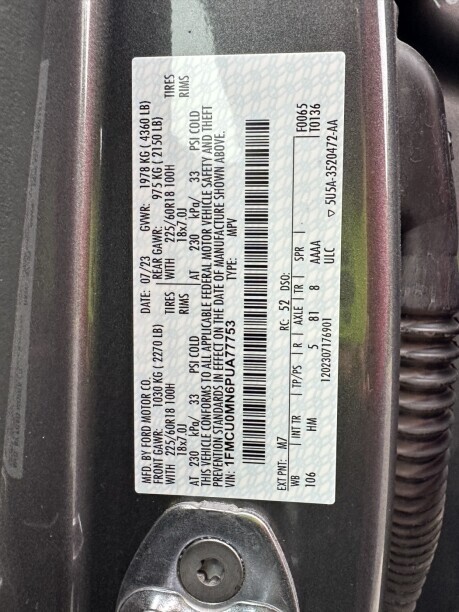 MFD. BY FORD MOTOR CO.
DATE: 07/23 GVWR: 1978 KG ( 4360 LB)
FRONT GAWR: 1030 KG ( 2270 LB) REAR GAWR: 975 KG ( 2150 LB)
WITH 225/60R18 100H TIRES WITH 225/60R18 100H TIRES
18x7.0J RIMS 18x7.0J RIMS
AT 230 kPa/ 33 PSI COLD AT 230 kPa/ 33 PSI COLD
THIS VEHICLE CONFORMS TO ALL APPLICABLE FEDERAL MOTOR VEHICLE SAFETY AND THEFT
PREVENTION STANDARDS IN EFFECT ON THE DATE OF MANUFACTURE SHOWN ABOVE.
VIN: 1FMCU0MN6PUA77753 TYPE: MPV
F0065
EXT PNT: M7 RC: 52 DSO: T0136
WB INT TR TP/PS R AXLE TR SPR
106 HM 5 81 8 AAAA
ULC
1202307176901 ▽ 5U5A-3520472-AA